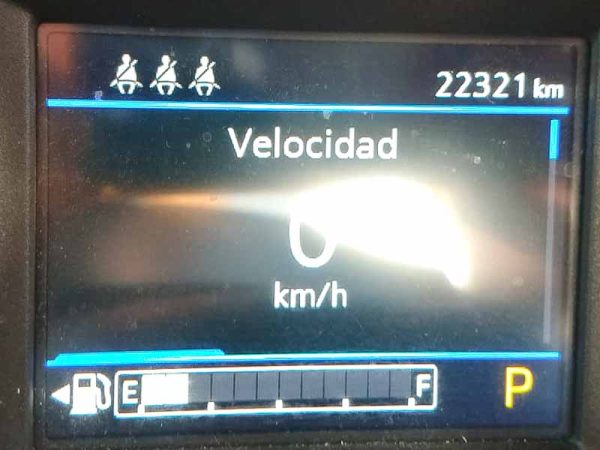 22321 km
Velocidad
0
km/h
E F P